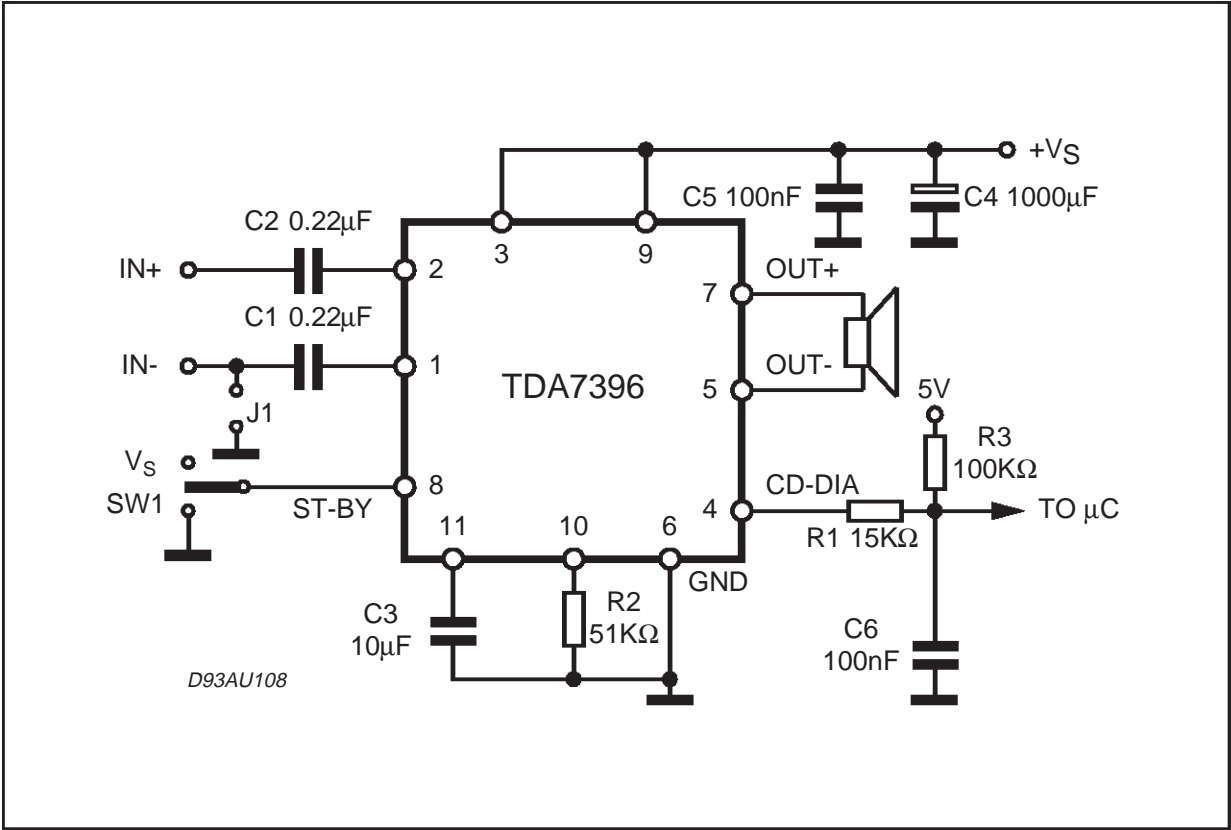 +VS
C5 100nF
C4 1000μF
C2 0.22μF
3
9
IN+
2
OUT+
7
C1 0.22μF
IN-
1
TDA7396
OUT-
5
J1
5V
R3
100KΩ
VS
SW1
ST-BY
8
CD-DIA
4
R1 15KΩ
TO μC
11
10
6
GND
C3
10μF
R2
51KΩ
C6
100nF
D93AU108